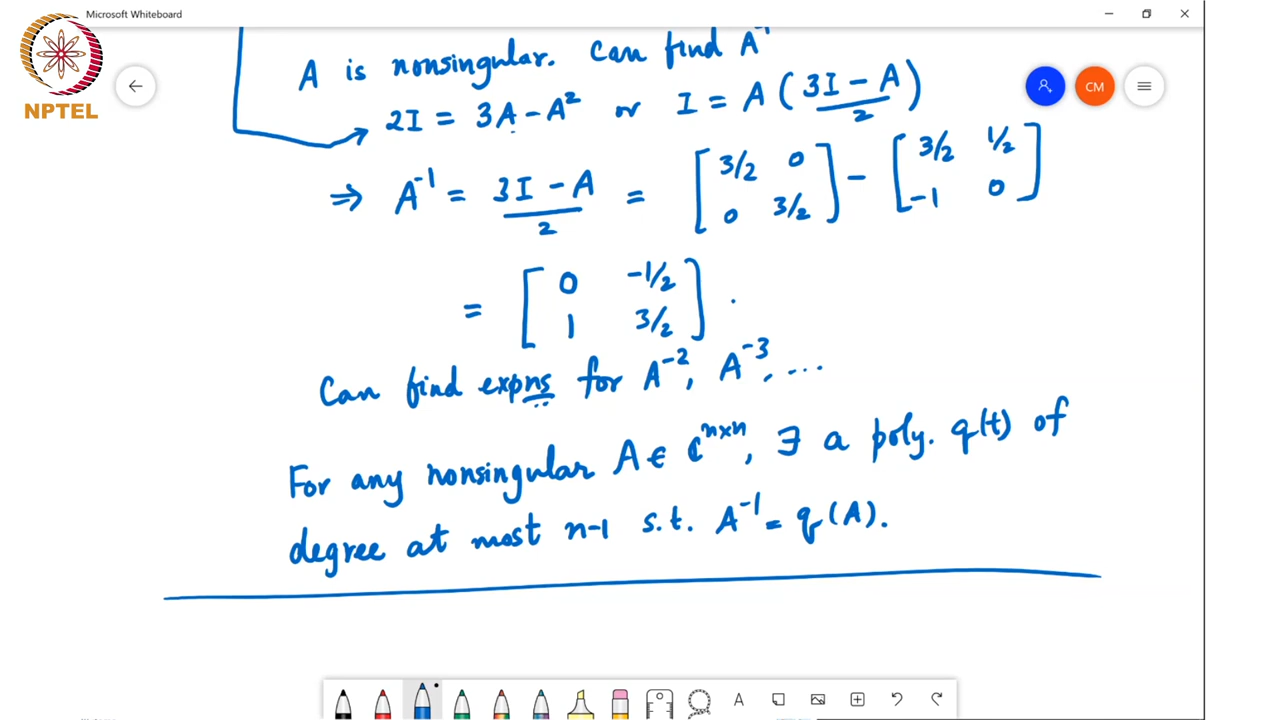 Microsoft Whiteboard
NPTEL
CM
A is nonsingular. Can find A⁻¹
2I = 3A - A² or I = A ( (3I - A)/2 )
⇒ A⁻¹ = (3I - A)/2 = [ 3/2 0 ; 0 3/2 ] - [ 3/2 1/2 ; -1 0 ]
= [ 0 -1/2 ; 1 3/2 ] .
Can find expns for A⁻², A⁻³, ...
For any nonsingular A ∈ ℂⁿˣⁿ, ∃ a poly. q(t) of
degree at most n-1 s.t. A⁻¹ = q(A).
A